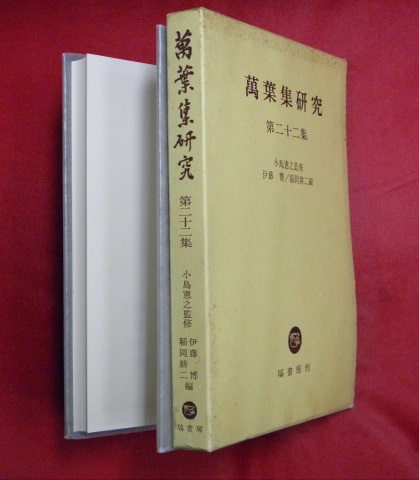 萬葉集研究
第二十二集
小島憲之監修
伊藤 博/稲岡耕二編
塙書房刊
萬葉集研究
第二十二集
小島憲之監修
伊藤 博
稲岡耕二編
塙書房